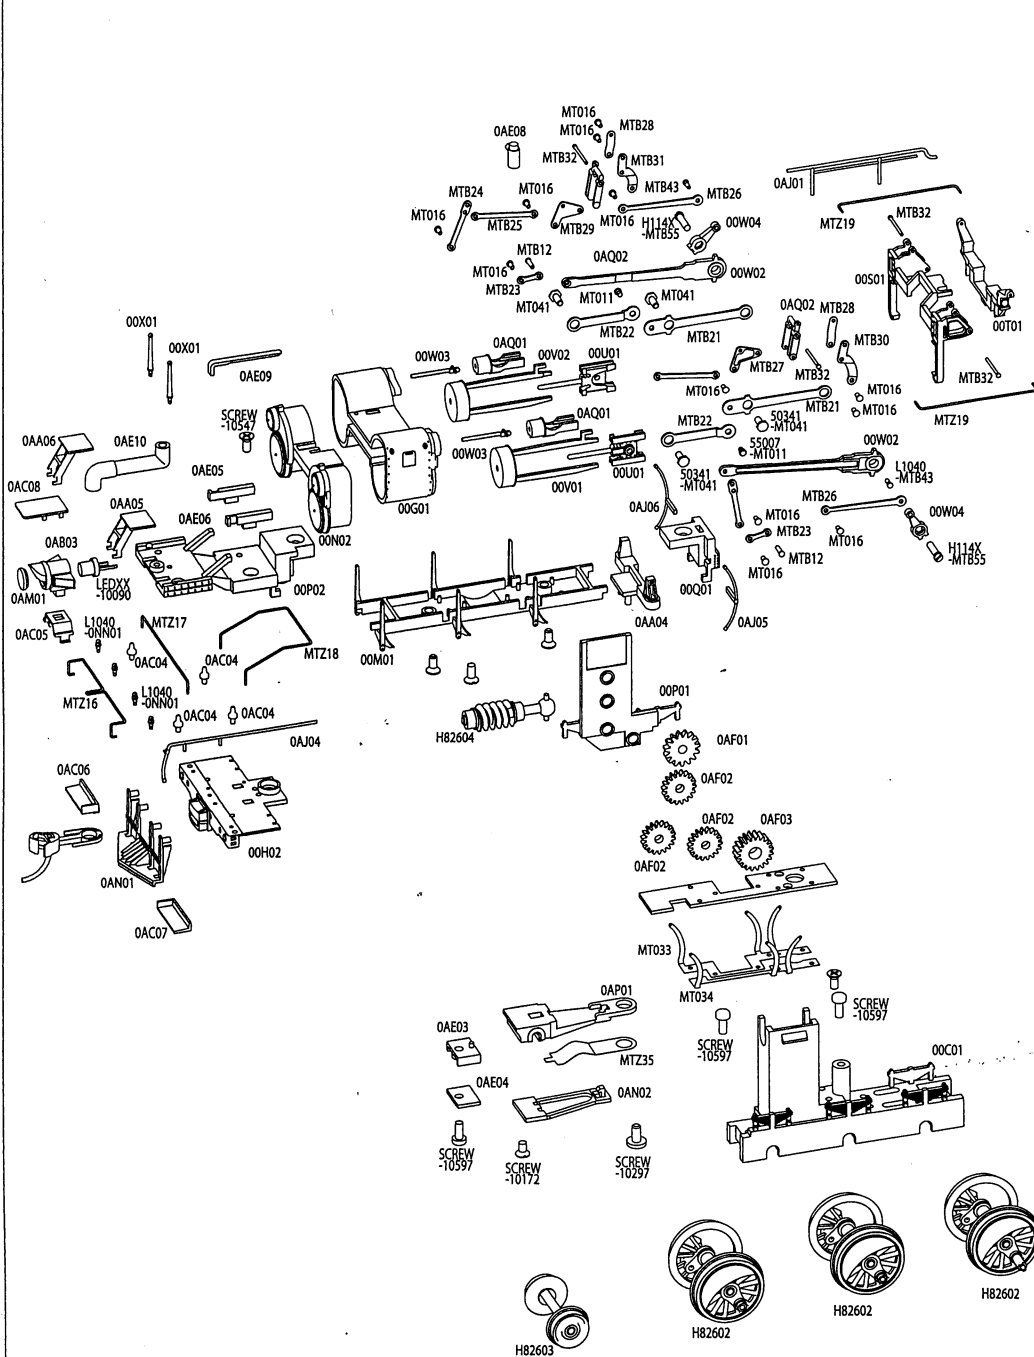 MT016
MT016
MTB28
0AE08
MTB32
MTB31
0AJ01
MTB24
MT016
MTB43
MTB26
MT016
MTB25
MTB29
MT016
H114X
-MTB55
00W04
MTZ19
MTB32
MTB12
0AQ02
MT016
MTB23
00W02
00S01
MT041
MT011
MT041
0AQ02
MTB28
00T01
00X01
MTB22
MTB21
MTB30
00X01
0AQ01
00W03
00V02
00U01
0AE09
MTB27
MTB32
MTB32
MT016
MTB21
MT016
MT016
MTZ19
SCREW
-10547
0AQ01
MTB22
50341
-MT041
0AA06
0AE10
00W03
55007
-MT011
00W02
0AE05
00U01
50341
-MT041
L1040
-MTB43
0AC08
00G01
00V01
0AA05
0AJ06
MTB26
00W04
0AE06
MT016
MTB23
MT016
0AB03
00N02
LEDXX
-10090
H114X
-MTB55
MTB12
MT016
0AM01
00P02
00Q01
0AC05
L1040
-0NN01
MTZ17
0AA04
0AJ05
0AC04
MTZ18
00M01
0AC04
MTZ16
L1040
-0NN01
00P01
0AC04
0AC04
H82604
0AJ04
0AF01
0AC06
0AF02
0AF02
0AF03
00H02
0AF02
0AN01
0AC07
MT033
MT034
0AP01
SCREW
-10597
0AE03
SCREW
-10597
MTZ35
00C01
0AE04
0AN02
SCREW
-10597
SCREW
-10172
SCREW
-10297
H82602
H82602
H82602
H82603